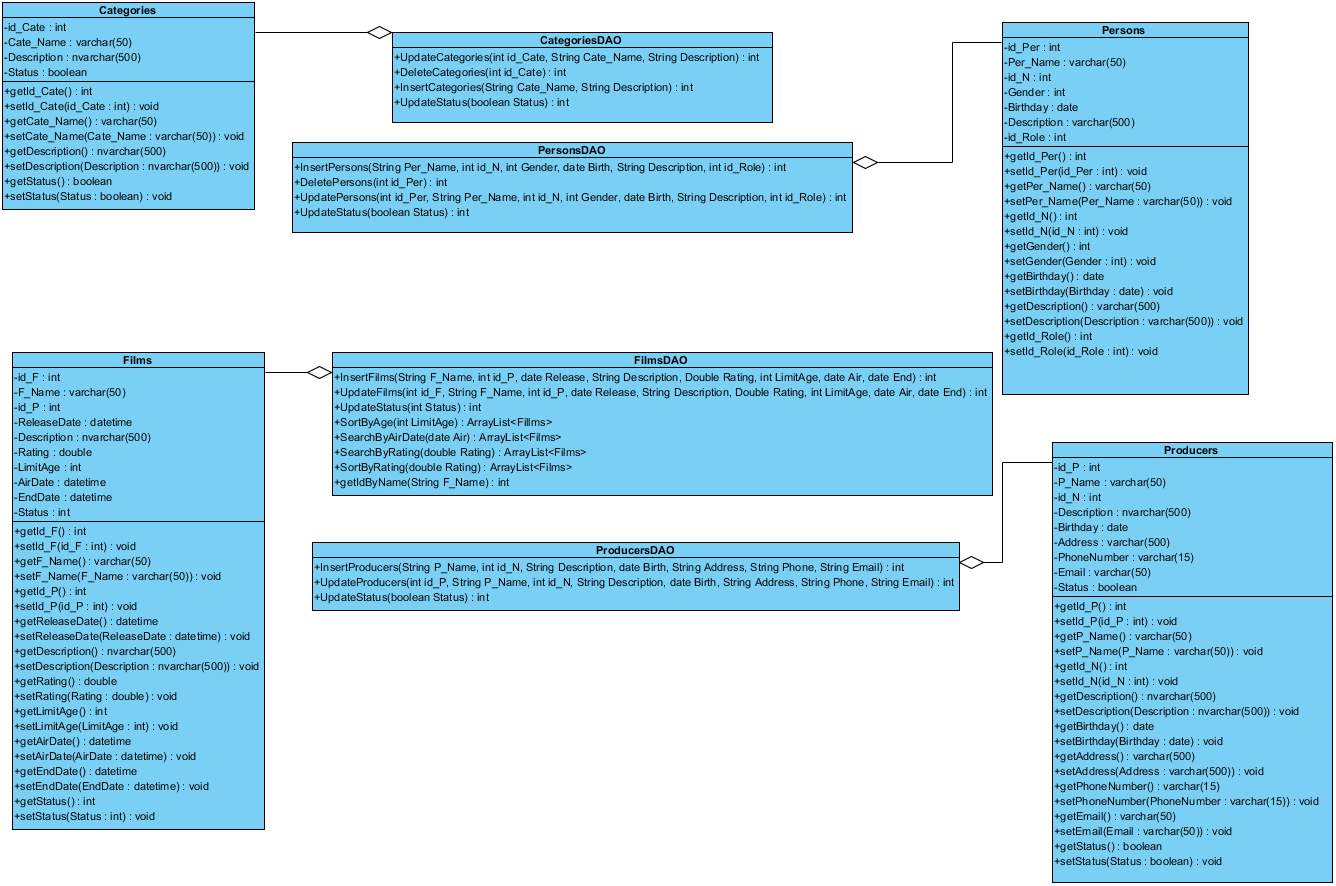 Categories
-id_Cate : int
-Cate_Name : varchar(50)
-Description : nvarchar(500)
-Status : boolean
+getId_Cate() : int
+setId_Cate(id_Cate : int) : void
+getCate_Name() : varchar(50)
+setCate_Name(Cate_Name : varchar(50)) : void
+getDescription() : nvarchar(500)
+setDescription(Description : nvarchar(500)) : void
+getStatus() : boolean
+setStatus(Status : boolean) : void
CategoriesDAO
+UpdateCategories(int id_Cate, String Cate_Name, String Description) : int
+DeleteCategories(int id_Cate) : int
+InsertCategories(String Cate_Name, String Description) : int
+UpdateStatus(boolean Status) : int
PersonsDAO
+InsertPersons(String Per_Name, int id_N, int Gender, date Birth, String Description, int id_Role) : int
+DeletePersons(int id_Per) : int
+UpdatePersons(int id_Per, String Per_Name, int id_N, int Gender, date Birth, String Description, int id_Role) : int
+UpdateStatus(boolean Status) : int
Persons
-id_Per : int
-Per_Name : varchar(50)
-id_N : int
-Gender : int
-Birthday : date
-Description : varchar(500)
-id_Role : int
+getId_Per() : int
+setId_Per(id_Per : int) : void
+getPer_Name() : varchar(50)
+setPer_Name(Per_Name : varchar(50)) : void
+getId_N() : int
+setId_N(id_N : int) : void
+getGender() : int
+setGender(Gender : int) : void
+getBirthday() : date
+setBirthday(Birthday : date) : void
+getDescription() : varchar(500)
+setDescription(Description : varchar(500)) : void
+getId_Role() : int
+setId_Role(id_Role : int) : void
Films
-id_F : int
-F_Name : varchar(50)
-id_P : int
-ReleaseDate : datetime
-Description : nvarchar(500)
-Rating : double
-LimitAge : int
-AirDate : datetime
-EndDate : datetime
-Status : int
+getId_F() : int
+setId_F(id_F : int) : void
+getF_Name() : varchar(50)
+setF_Name(F_Name : varchar(50)) : void
+getId_P() : int
+setId_P(id_P : int) : void
+getReleaseDate() : datetime
+setReleaseDate(ReleaseDate : datetime) : void
+getDescription() : nvarchar(500)
+setDescription(Description : nvarchar(500)) : void
+getRating() : double
+setRating(Rating : double) : void
+getLimitAge() : int
+setLimitAge(LimitAge : int) : void
+getAirDate() : datetime
+setAirDate(AirDate : datetime) : void
+getEndDate() : datetime
+setEndDate(EndDate : datetime) : void
+getStatus() : int
+setStatus(Status : int) : void
FilmsDAO
+InsertFilms(String F_Name, int id_P, date Release, String Description, Double Rating, int LimitAge, date Air, date End) : int
+UpdateFilms(int id_F, String F_Name, int id_P, date Release, String Description, Double Rating, int LimitAge, date Air, date End) : int
+UpdateStatus(int Status) : int
+SortByAge(int LimitAge) : ArrayList<Fillms>
+SearchByAirDate(date Air) : ArrayList<Films>
+SearchByRating(double Rating) : ArrayList<Films>
+SortByRating(double Rating) : ArrayList<Films>
+getIdByName(String F_Name) : int
ProducersDAO
+InsertProducers(String P_Name, int id_N, String Description, date Birth, String Address, String Phone, String Email) : int
+UpdateProducers(int id_P, String P_Name, int id_N, String Description, date Birth, String Address, String Phone, String Email) : int
+UpdateStatus(boolean Status) : int
Producers
-id_P : int
-P_Name : varchar(50)
-id_N : int
-Description : nvarchar(500)
-Birthday : date
-Address : varchar(500)
-PhoneNumber : varchar(15)
-Email : varchar(50)
-Status : boolean
+getId_P() : int
+setId_P(id_P : int) : void
+getP_Name() : varchar(50)
+setP_Name(P_Name : varchar(50)) : void
+getId_N() : int
+setId_N(id_N : int) : void
+getDescription() : nvarchar(500)
+setDescription(Description : nvarchar(500)) : void
+getBirthday() : date
+setBirthday(Birthday : date) : void
+getAddress() : varchar(500)
+setAddress(Address : varchar(500)) : void
+getPhoneNumber() : varchar(15)
+setPhoneNumber(PhoneNumber : varchar(15)) : void
+getEmail() : varchar(50)
+setEmail(Email : varchar(50)) : void
+getStatus() : boolean
+setStatus(Status : boolean) : void